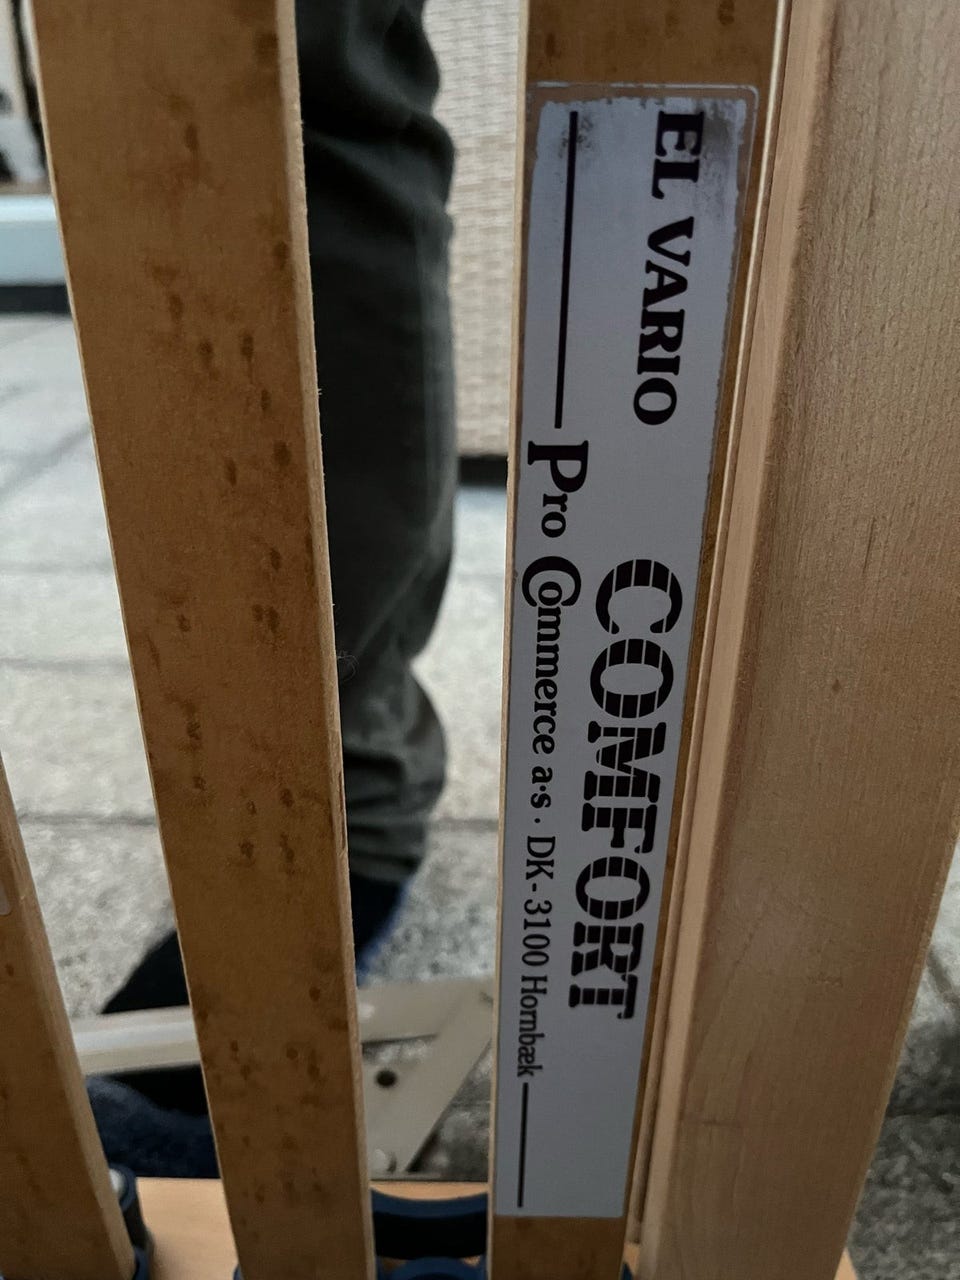 EL VARIO
COMFORT
Pro Commerce a·s · DK-3100 Hornbæk